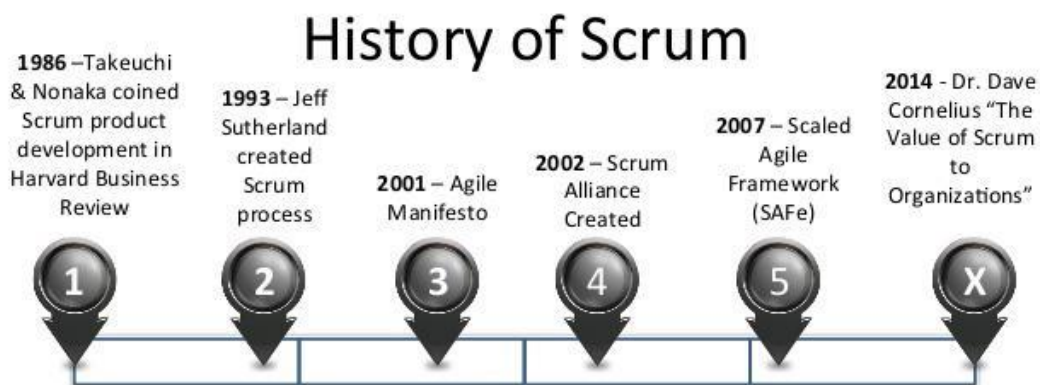 History of Scrum
1986 –Takeuchi
& Nonaka coined
Scrum product
development in
Harvard Business
Review
1993 – Jeff
Sutherland
created
Scrum
process
2001 – Agile
Manifesto
2002 – Scrum
Alliance
Created
2007 – Scaled
Agile
Framework
(SAFe)
2014 - Dr. Dave
Cornelius “The
Value of Scrum
to
Organizations”
1
2
3
4
5
X